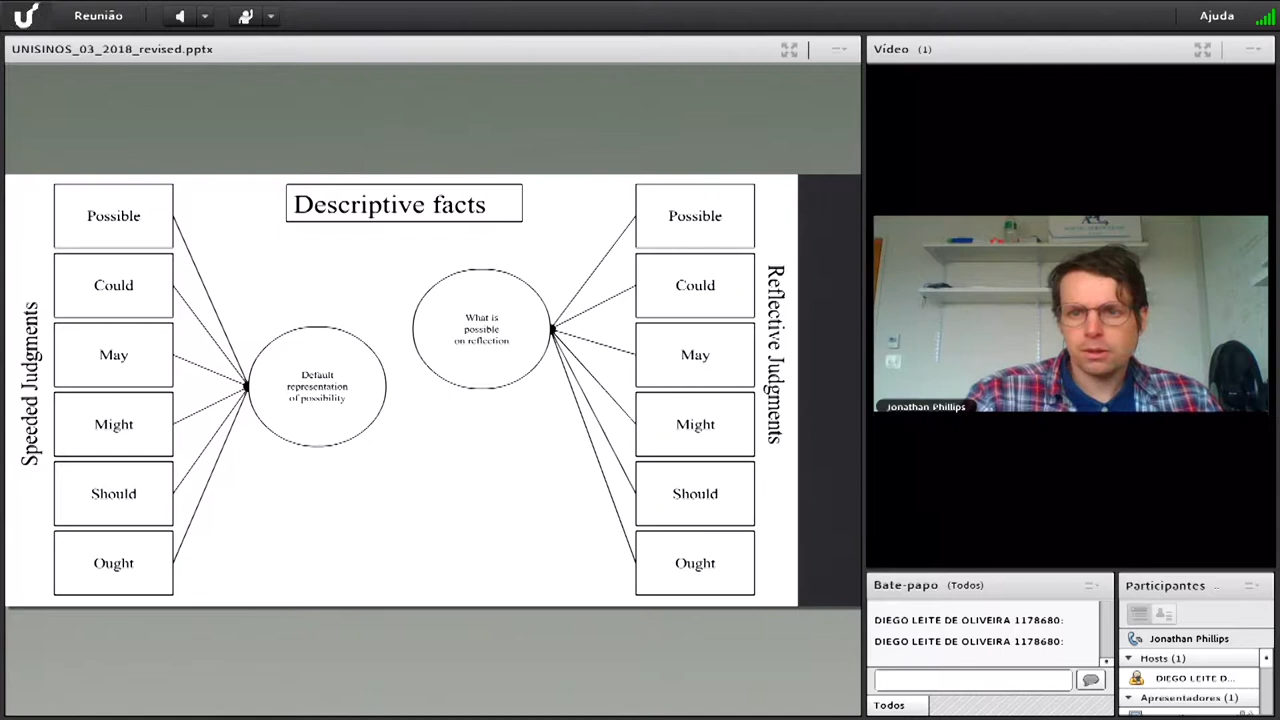 Reunião
Ajuda
UNISINOS_03_2018_revised.pptx
Vídeo (1)
Descriptive facts
Speeded Judgments
Possible
Could
May
Might
Should
Ought
Default
representation
of possibility
What is
possible
on reflection
Possible
Could
May
Might
Should
Ought
Reflective Judgments
Jonathan Phillips
Bate-papo (Todos)
DIEGO LEITE DE OLIVEIRA 1178680:
DIEGO LEITE DE OLIVEIRA 1178680:
Todos
Participantes ..
Jonathan Phillips
Hosts (1)
DIEGO LEITE D...
Apresentadores (1)